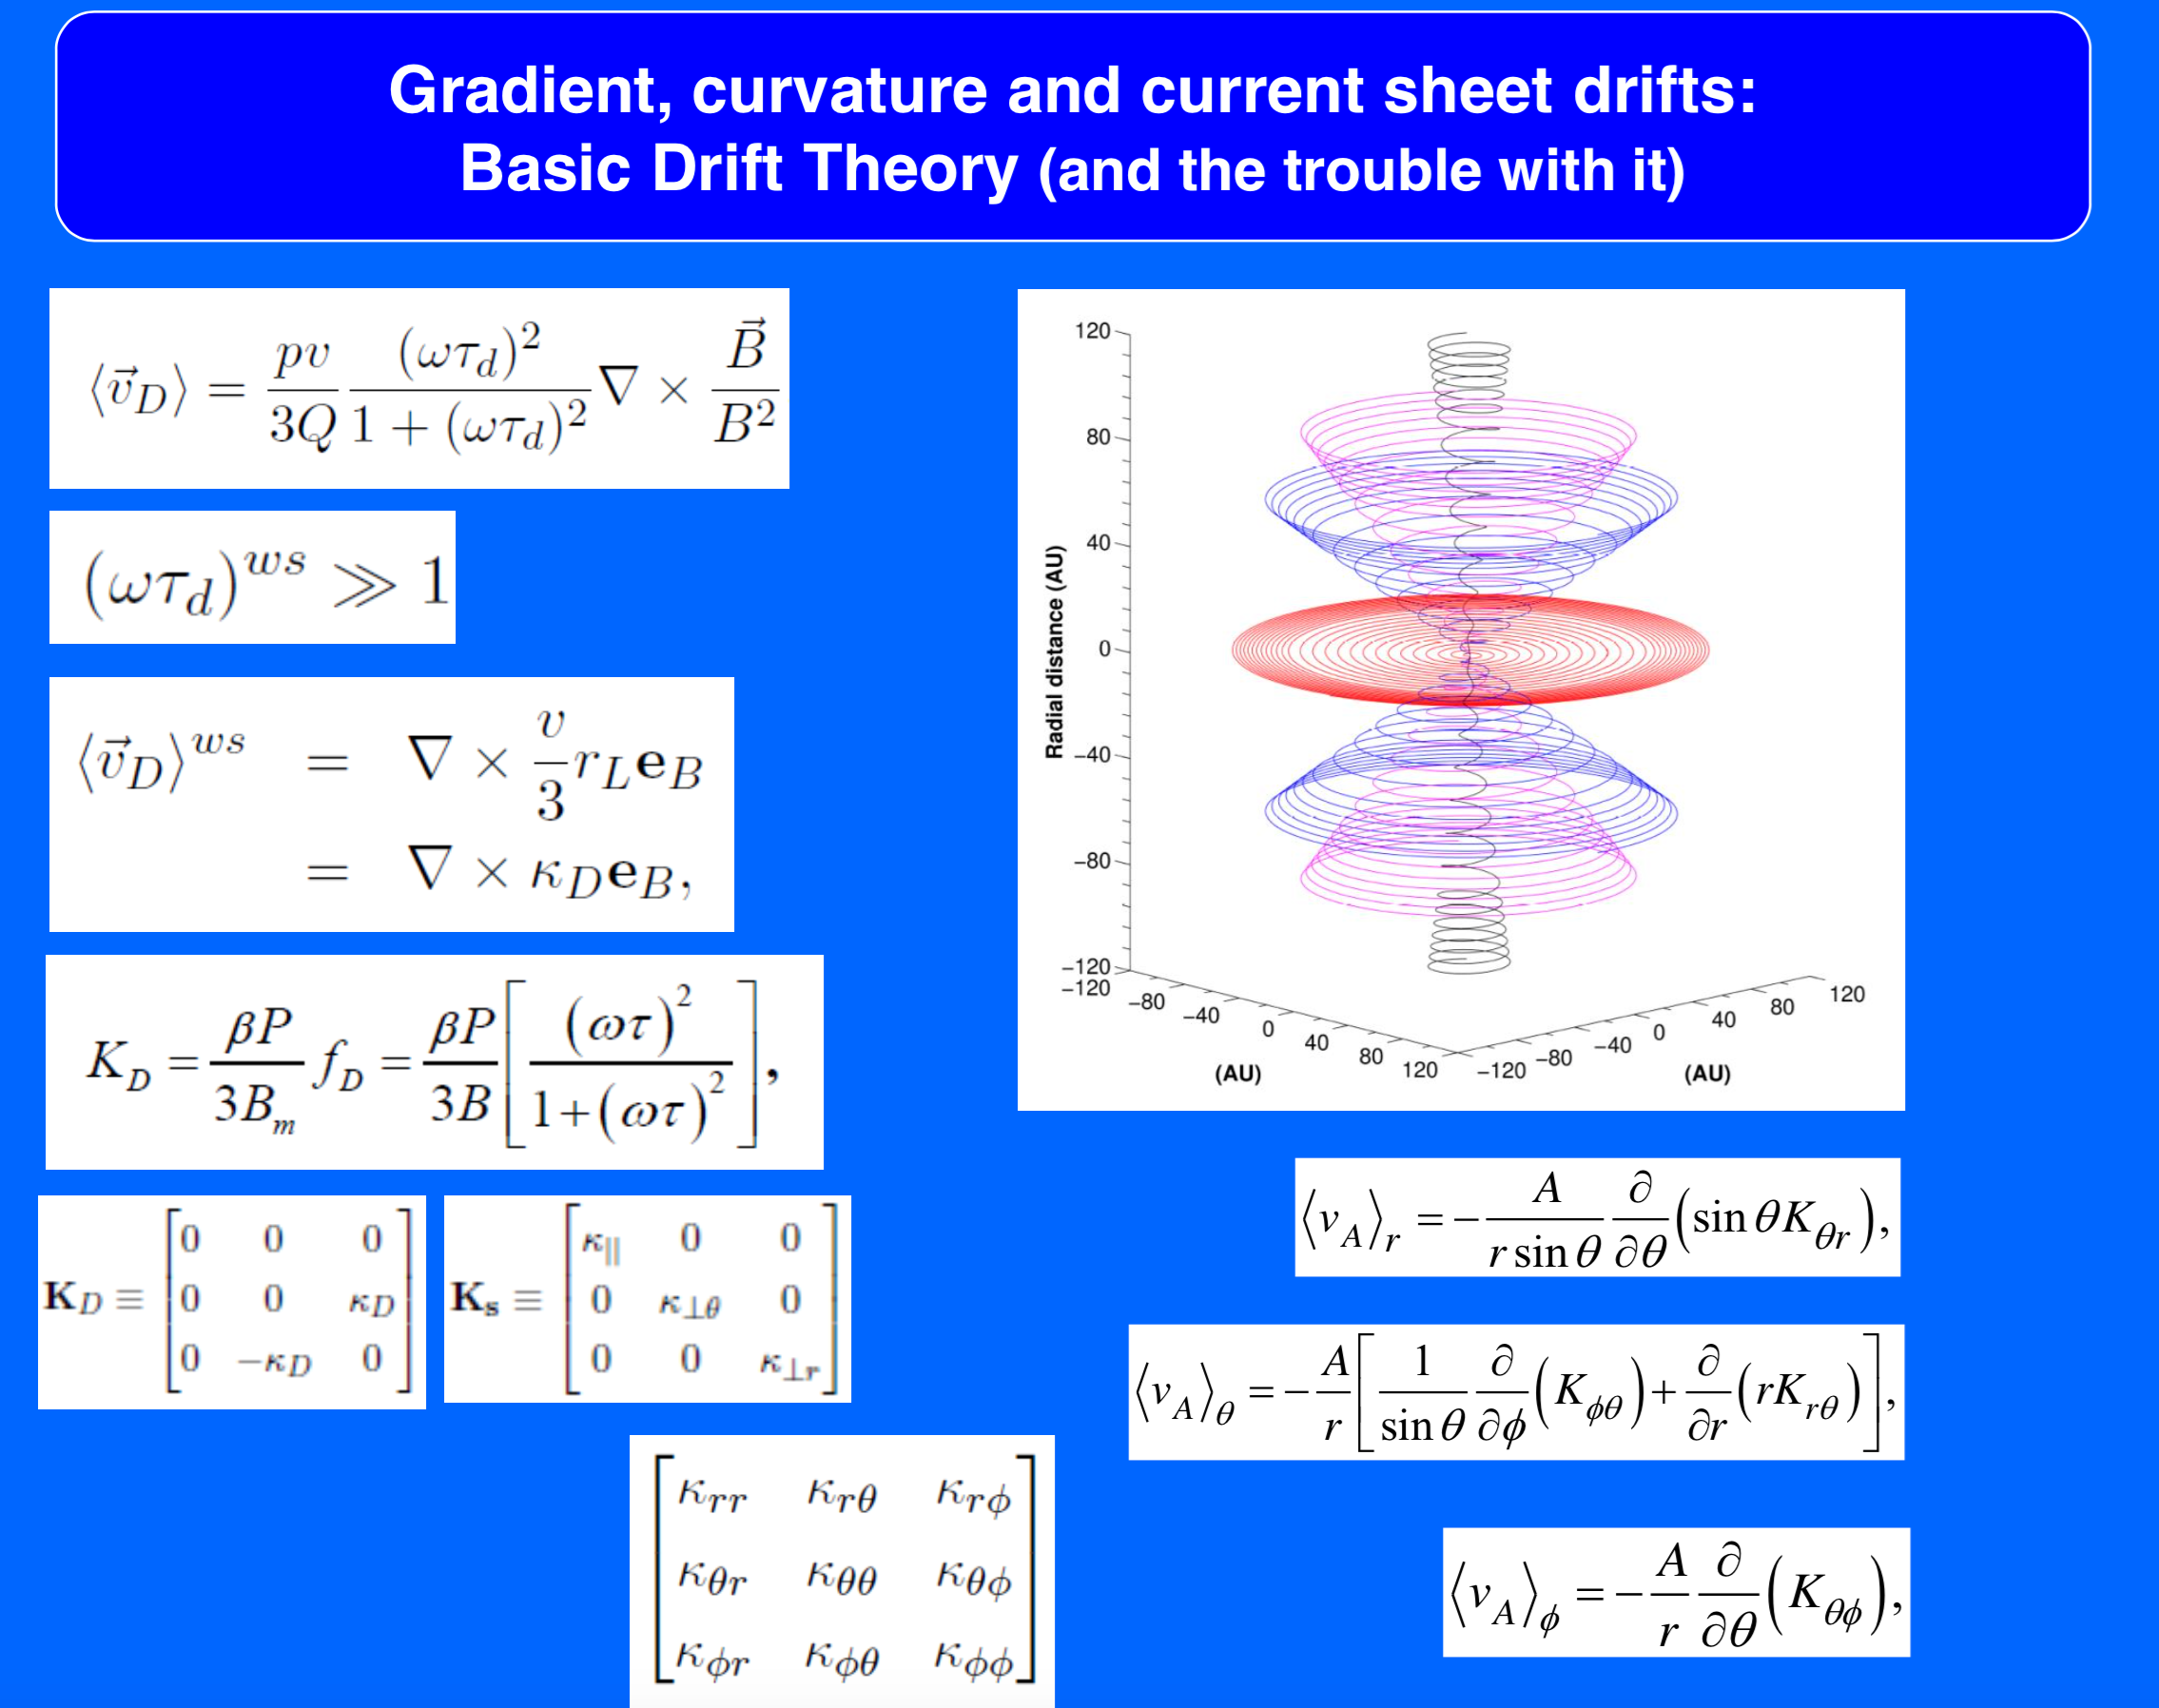 Gradient, curvature and current sheet drifts:
Basic Drift Theory (and the trouble with it)
⟨v⃗_D⟩ = pv/3Q (ωτ_d)²/1 + (ωτ_d)² ∇ × B⃗/B²
(ωτ_d)^ws ≫ 1
⟨v⃗_D⟩^ws = ∇ × v/3 r_L e_B
= ∇ × κ_D e_B,
K_D = βP/3B_m f_D = βP/3B [(ωτ)²/1+(ωτ)²],
K_D ≡ [0 0 0
0 0 κ_D
0 −κ_D 0]
K_s ≡ [κ_∥ 0 0
0 κ_⊥θ 0
0 0 κ_⊥r]
[κ_rr κ_rθ κ_rϕ
κ_θr κ_θθ κ_θϕ
κ_ϕr κ_ϕθ κ_ϕϕ]
Radial distance (AU)
120
80
40
0
−40
−80
−120
−120 −80 −40 0 40 80 120
(AU)
−120 −80 −40 0 40 80 120
(AU)
⟨v_A⟩_r = − A/r sin θ ∂/∂θ (sin θK_θr),
⟨v_A⟩_θ = − A/r [1/sin θ ∂/∂ϕ (K_ϕθ) + ∂/∂r (rK_rθ)],
⟨v_A⟩_ϕ = − A/r ∂/∂θ (K_θϕ),